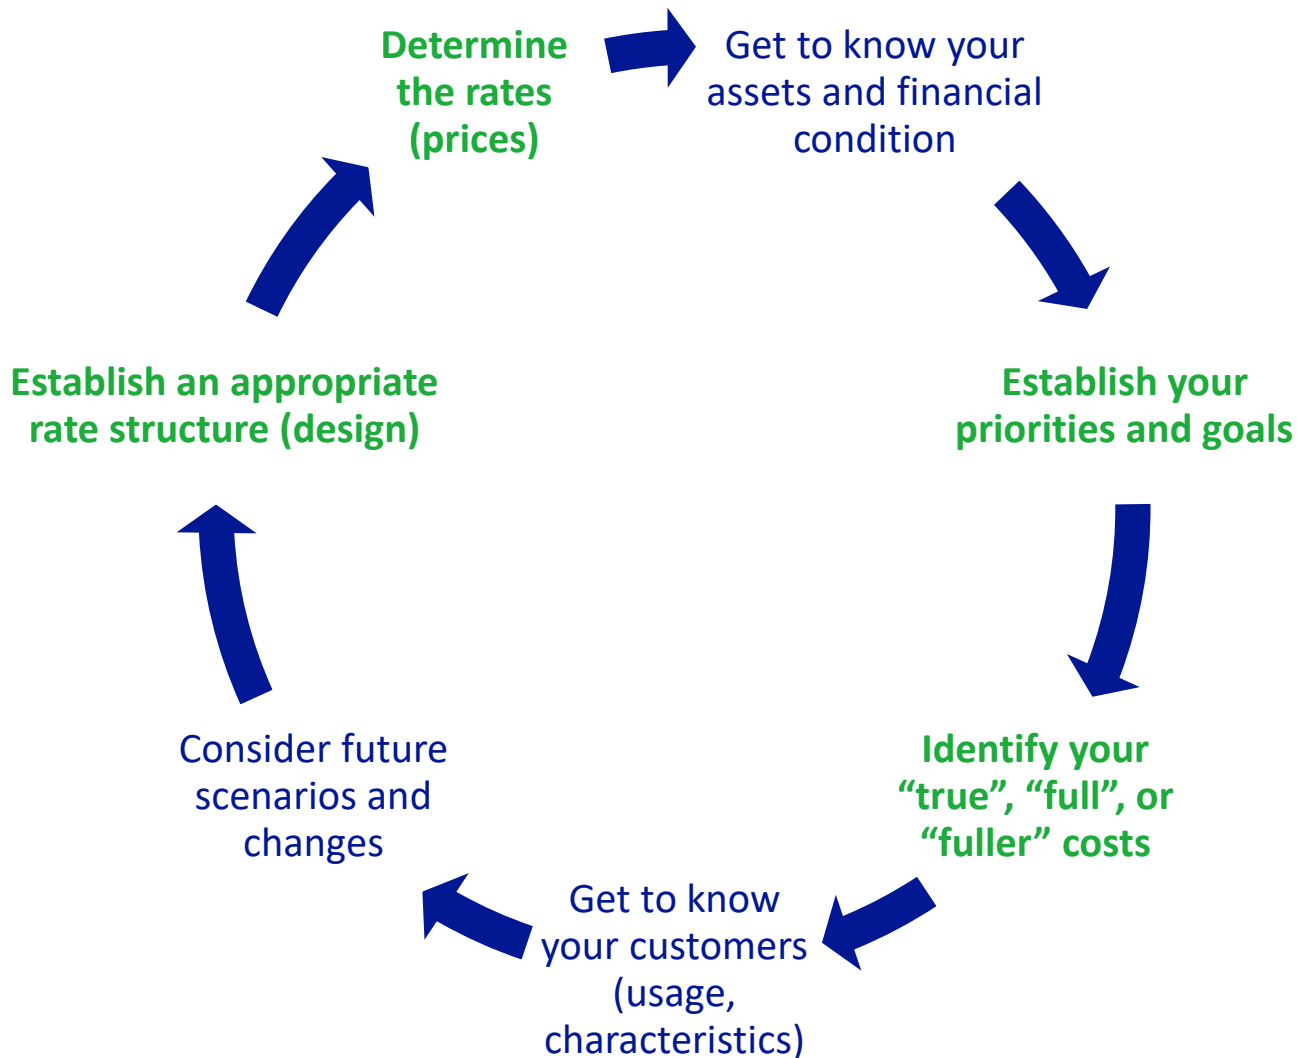 Determine
the rates
(prices)
Get to know your
assets and financial
condition
Establish your
priorities and goals
Identify your
“true”, “full”, or
“fuller” costs
Get to know
your customers
(usage,
characteristics)
Consider future
scenarios and
changes
Establish an appropriate
rate structure (design)